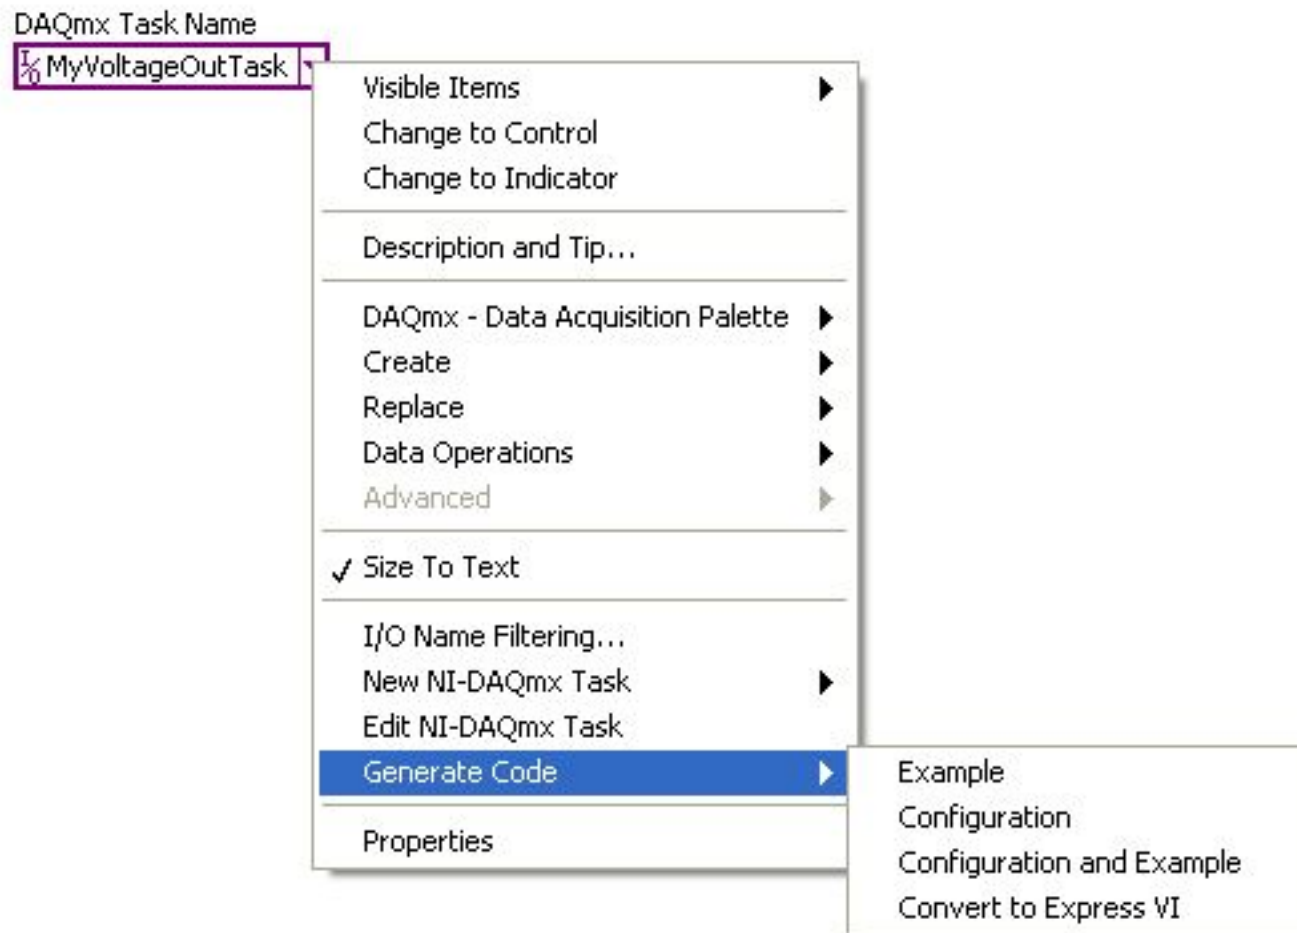 DAQmx Task Name
I/O MyVoltageOutTask
Visible Items
Change to Control
Change to Indicator
Description and Tip...
DAQmx - Data Acquisition Palette
Create
Replace
Data Operations
Advanced
Size To Text
I/O Name Filtering...
New NI-DAQmx Task
Edit NI-DAQmx Task
Generate Code
Example
Configuration
Configuration and Example
Convert to Express VI
Properties